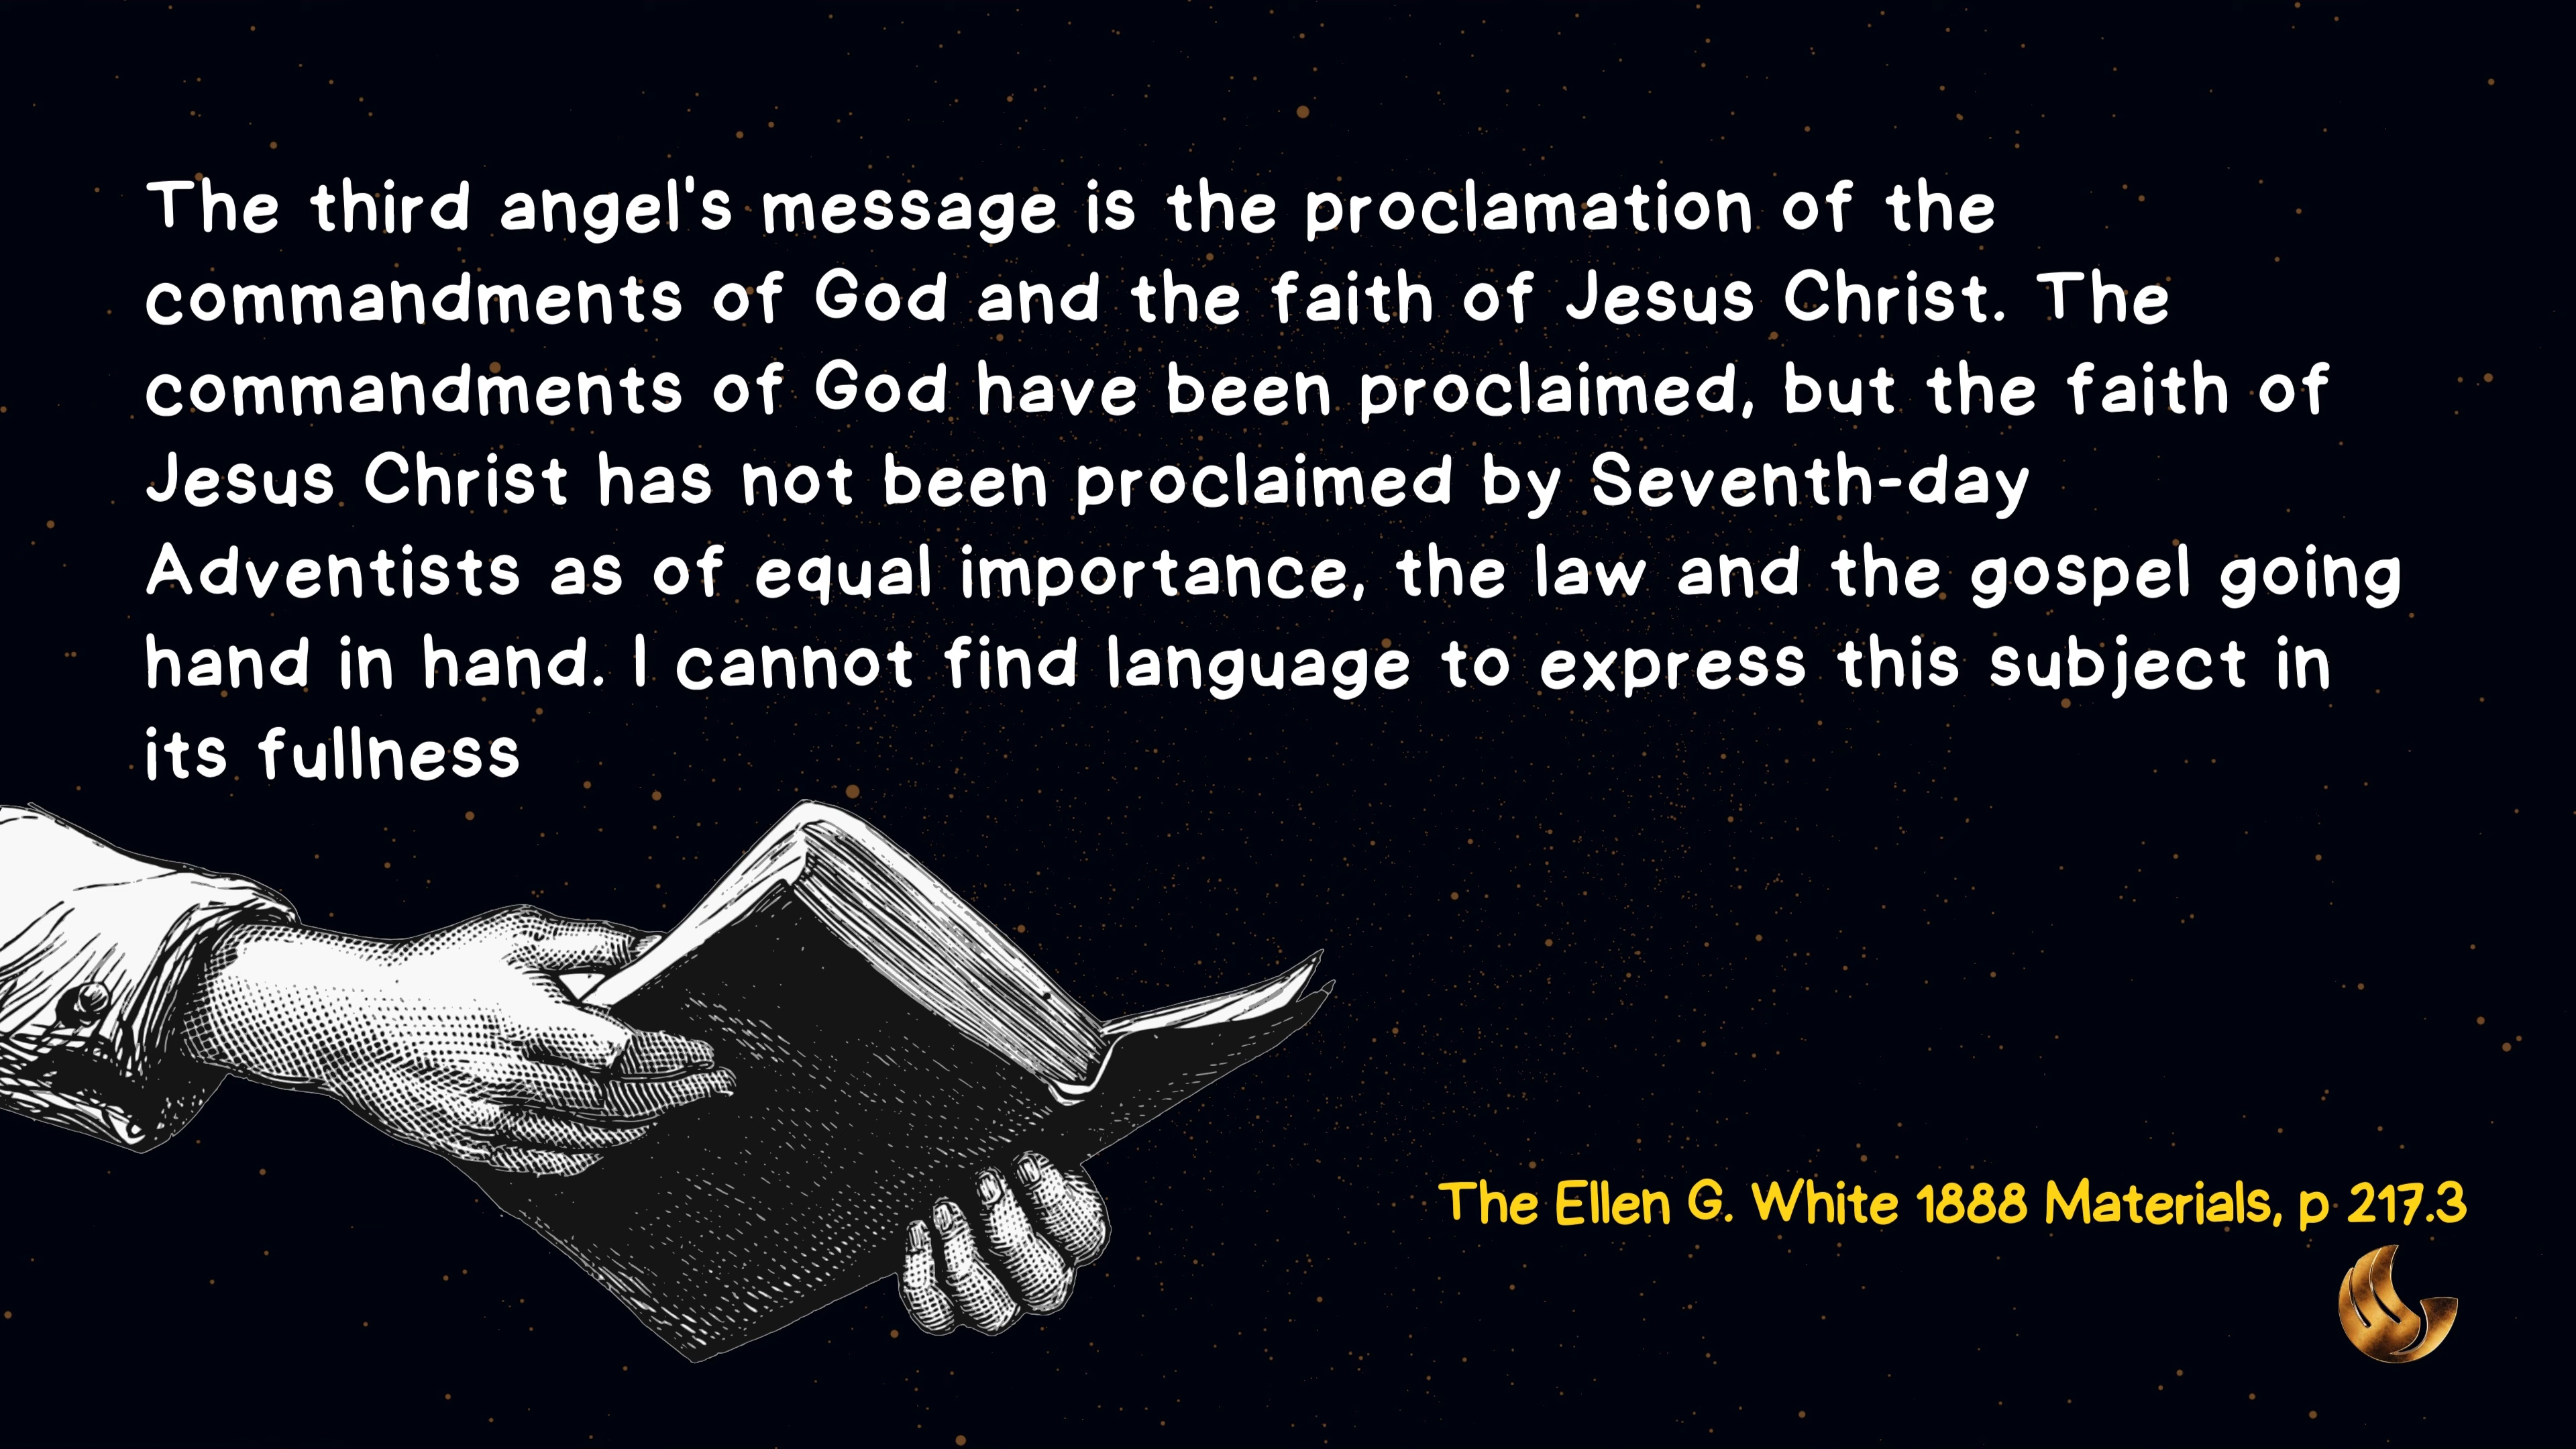 The third angel's message is the proclamation of the
commandments of God and the faith of Jesus Christ. The
commandments of God have been proclaimed, but the faith of
Jesus Christ has not been proclaimed by Seventh-day
Adventists as of equal importance, the law and the gospel going
hand in hand. I cannot find language to express this subject in
its fullness
The Ellen G. White 1888 Materials, p 217.3